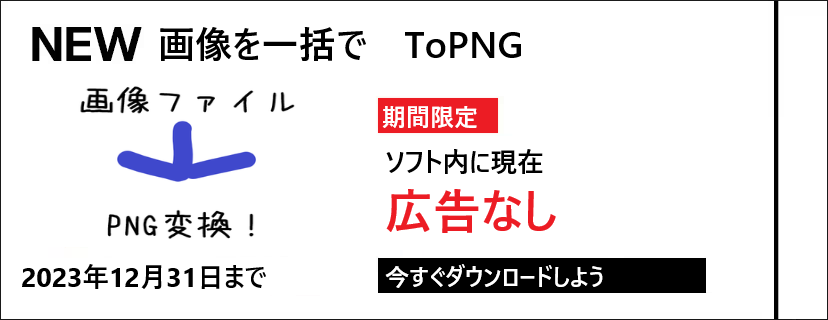 NEW 画像を一括で　ToPNG
画像ファイル
PNG変換！
2023年12月31日まで
期間限定
ソフト内に現在
広告なし
今すぐダウンロードしよう